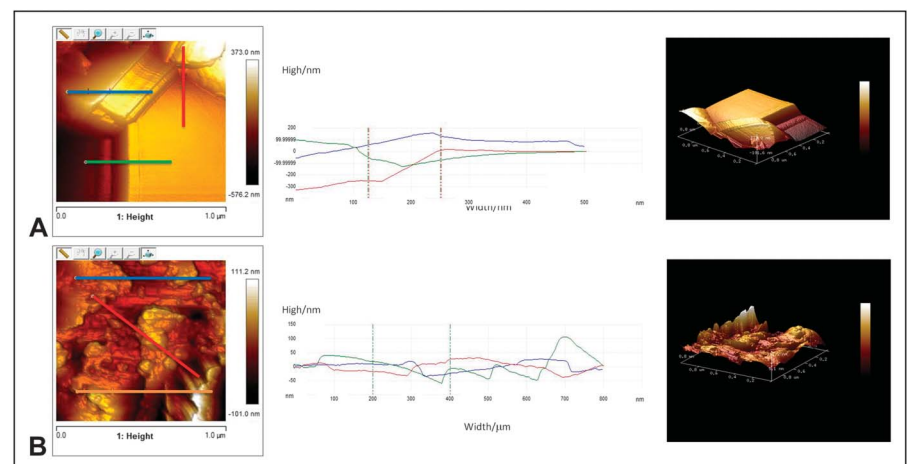 A
373.0 nm
-576.2 nm
0.0
1.0 µm
1: Height
High/nm
200
99.99999
0
-99.99999
-200
-300
nm
100
200
300
400
500
nm
Width/nm
B
111.2 nm
-101.0 nm
0.0
1.0 µm
1: Height
High/nm
150
100
50
0
-50
nm
100
200
300
400
500
600
700
800
nm
Width/µm